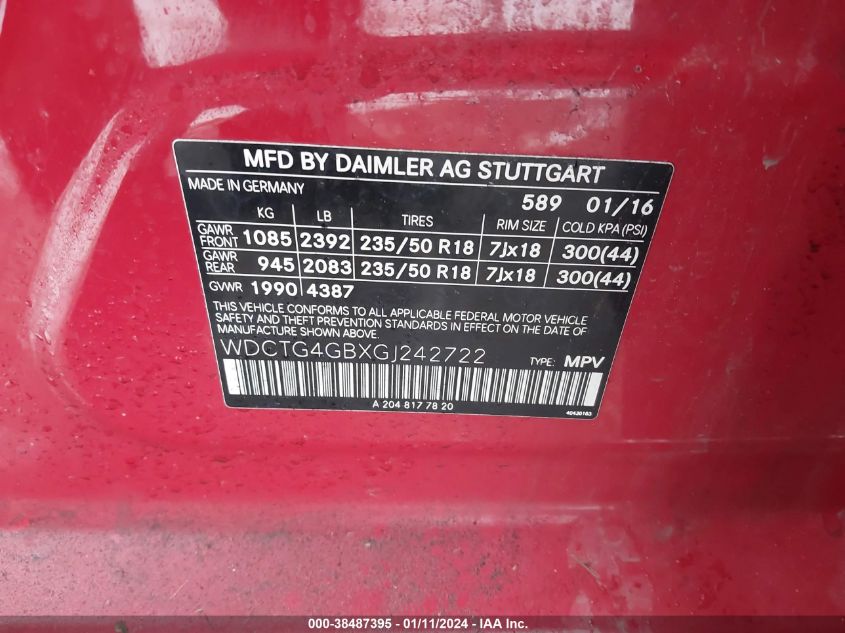 MFD BY DAIMLER AG STUTTGART
MADE IN GERMANY 589 01/16
KG LB TIRES RIM SIZE COLD KPA (PSI)
GAWR FRONT 1085 2392 235/50 R18 7Jx18 300(44)
GAWR REAR 945 2083 235/50 R18 7Jx18 300(44)
GVWR 1990 4387
THIS VEHICLE CONFORMS TO ALL APPLICABLE FEDERAL MOTOR VEHICLE
SAFETY AND THEFT PREVENTION STANDARDS IN EFFECT ON THE DATE
OF MANUFACTURE SHOWN ABOVE.
WDCTG4GBXGJ242722 TYPE: MPV
A 204 817 78 20 40430163
000-38487395 - 01/11/2024 - IAA Inc.